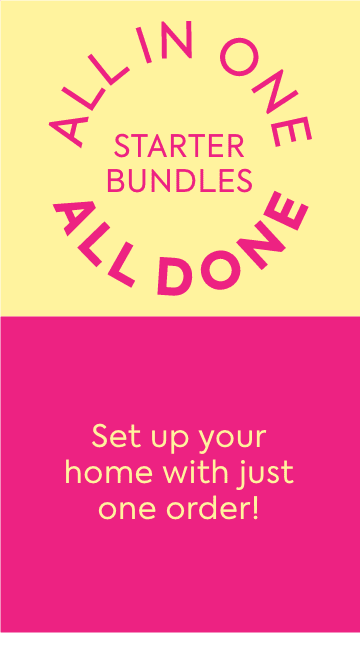 ALL IN ONE
STARTER
BUNDLES
ALL DONE
Set up your
home with just
one order!